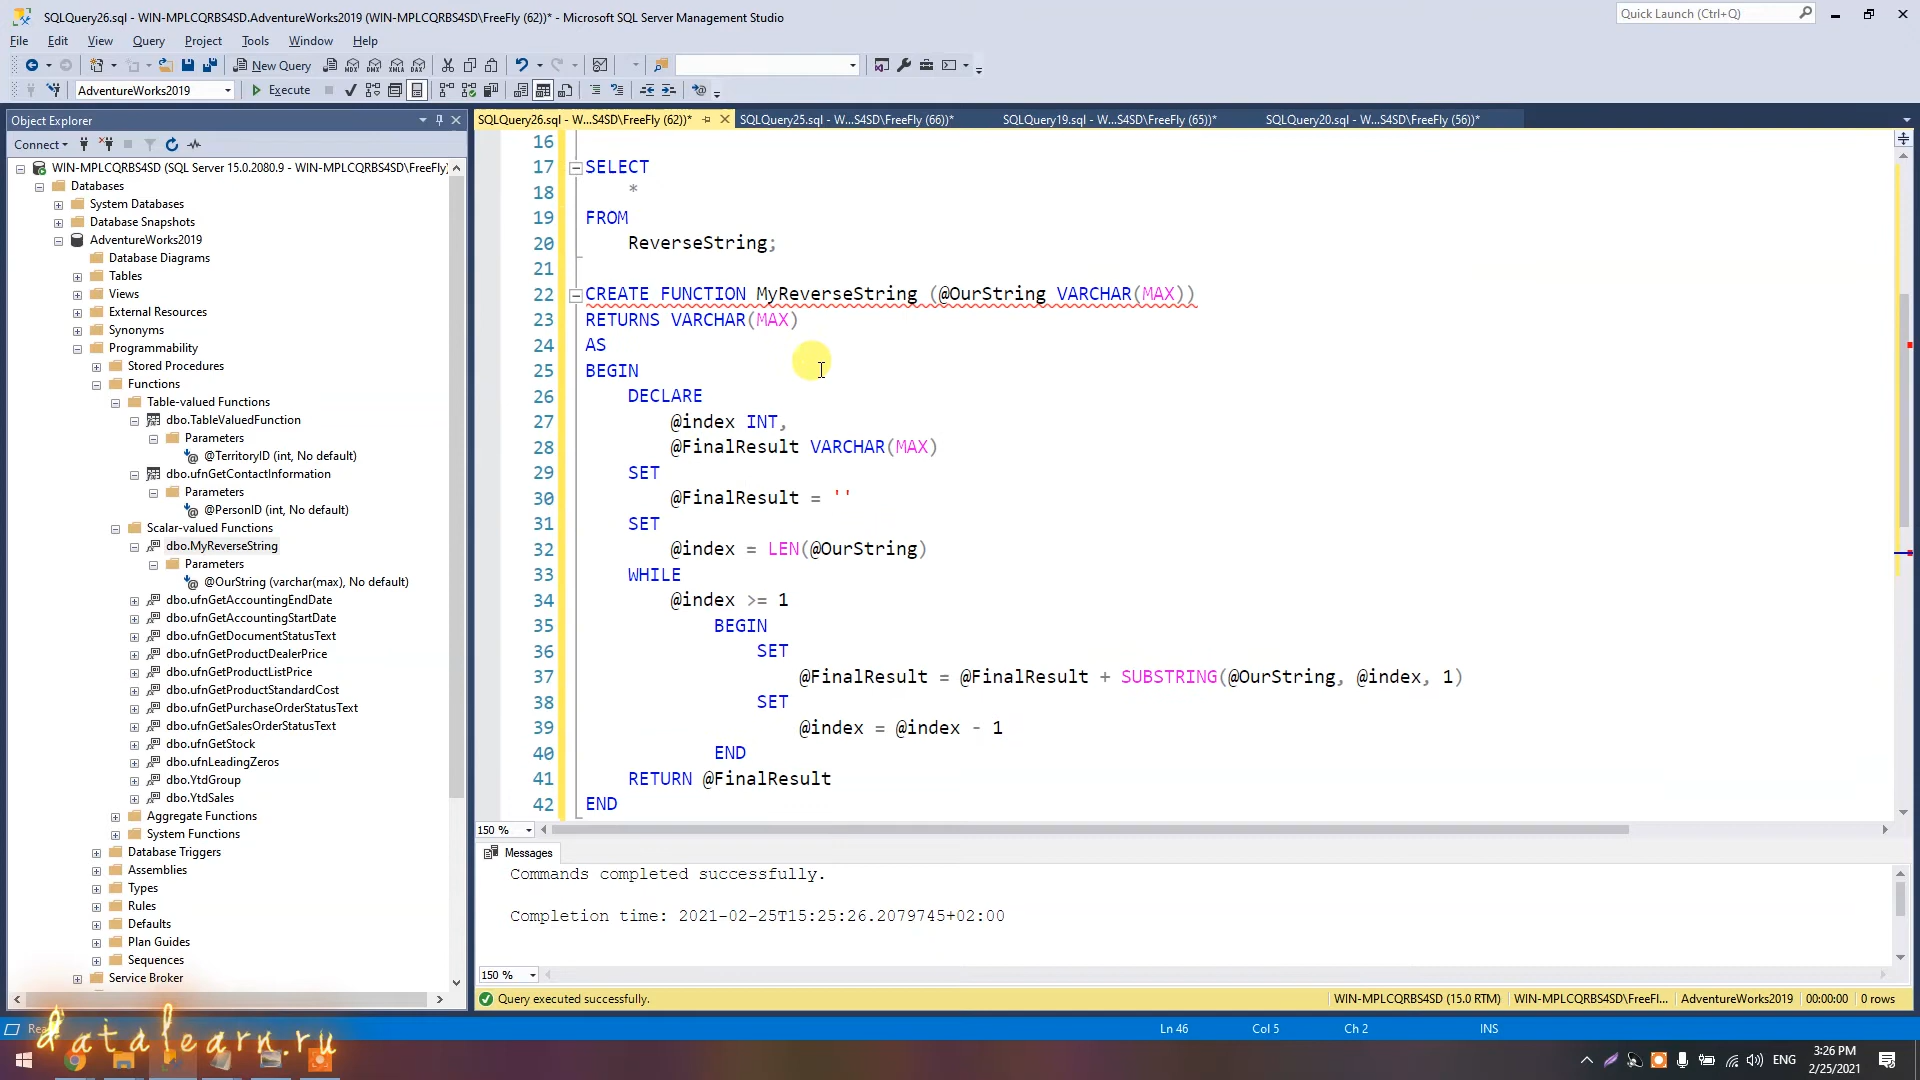 SQLQuery26.sql - WIN-MPLCQRBS4SD.AdventureWorks2019 (WIN-MPLCQRBS4SD\FreeFly (62))* - Microsoft SQL Server Management Studio
Quick Launch (Ctrl+Q)
File Edit View Query Project Tools Window Help
New Query
AdventureWorks2019
Execute
Object Explorer
Connect
WIN-MPLCQRBS4SD (SQL Server 15.0.2080.9 - WIN-MPLCQRBS4SD\FreeFly)
Databases
System Databases
Database Snapshots
AdventureWorks2019
Database Diagrams
Tables
Views
External Resources
Synonyms
Programmability
Stored Procedures
Functions
Table-valued Functions
dbo.TableValuedFunction
Parameters
@TerritoryID (int, No default)
dbo.ufnGetContactInformation
Parameters
@PersonID (int, No default)
Scalar-valued Functions
dbo.MyReverseString
Parameters
@OurString (varchar(max), No default)
dbo.ufnGetAccountingEndDate
dbo.ufnGetAccountingStartDate
dbo.ufnGetDocumentStatusText
dbo.ufnGetProductDealerPrice
dbo.ufnGetProductListPrice
dbo.ufnGetProductStandardCost
dbo.ufnGetPurchaseOrderStatusText
dbo.ufnGetSalesOrderStatusText
dbo.ufnGetStock
dbo.ufnLeadingZeros
dbo.YtdGroup
dbo.YtdSales
Aggregate Functions
System Functions
Database Triggers
Assemblies
Types
Rules
Defaults
Plan Guides
Sequences
Service Broker
SQLQuery26.sql - W...S4SD\FreeFly (62))* SQLQuery25.sql - W...S4SD\FreeFly (66))* SQLQuery19.sql - W...S4SD\FreeFly (65))* SQLQuery20.sql - W...S4SD\FreeFly (56))*
16
17 SELECT
18 *
19 FROM
20 ReverseString;
21
22 CREATE FUNCTION MyReverseString (@OurString VARCHAR(MAX))
23 RETURNS VARCHAR(MAX)
24 AS
25 BEGIN
26 DECLARE
27 @index INT,
28 @FinalResult VARCHAR(MAX)
29 SET
30 @FinalResult = ''
31 SET
32 @index = LEN(@OurString)
33 WHILE
34 @index >= 1
35 BEGIN
36 SET
37 @FinalResult = @FinalResult + SUBSTRING(@OurString, @index, 1)
38 SET
39 @index = @index - 1
40 END
41 RETURN @FinalResult
42 END
150 %
Messages
Commands completed successfully.
Completion time: 2021-02-25T15:25:26.2079745+02:00
150 %
Query executed successfully. WIN-MPLCQRBS4SD (15.0 RTM) WIN-MPLCQRBS4SD\FreeFl... AdventureWorks2019 00:00:00 0 rows
Ln 46 Col 5 Ch 2 INS
datalearn.ru
ENG
3:26 PM
2/25/2021